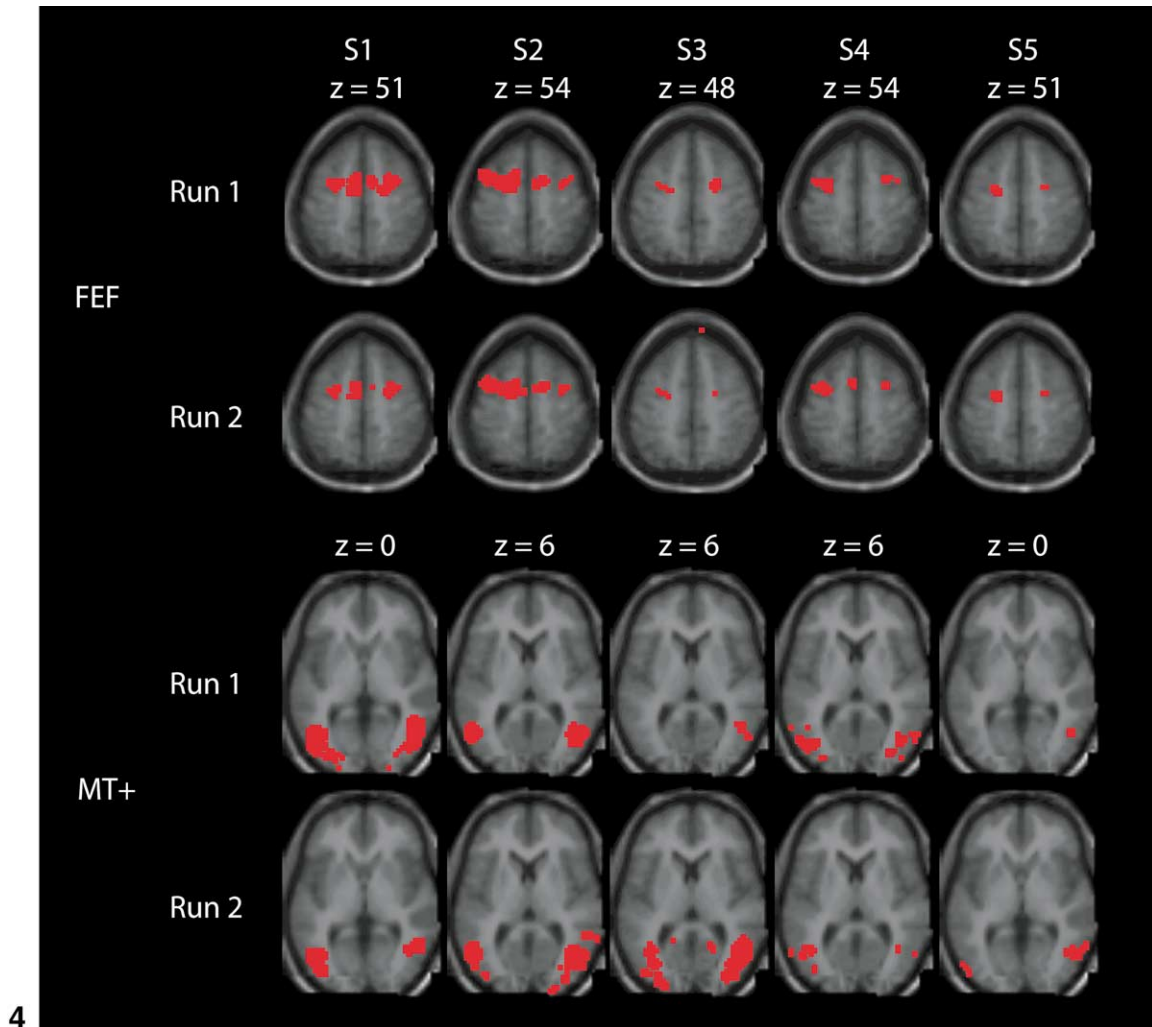 S1 S2 S3 S4 S5
z = 51 z = 54 z = 48 z = 54 z = 51
Run 1
FEF
Run 2
z = 0 z = 6 z = 6 z = 6 z = 0
Run 1
MT+
Run 2
4